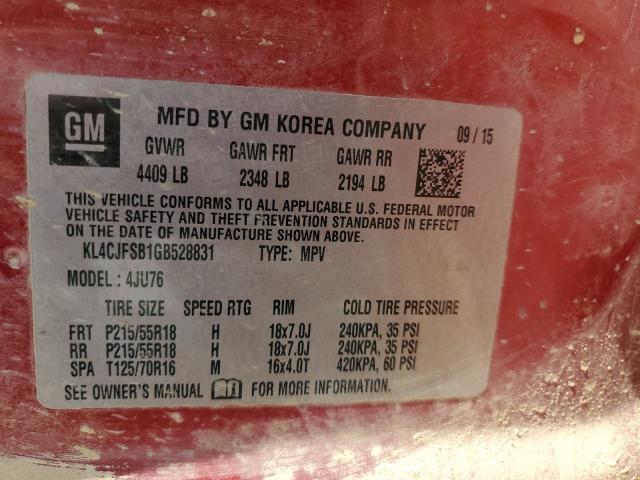 GM
MFD BY GM KOREA COMPANY 09 / 15
GVWR GAWR FRT GAWR RR
4409 LB 2348 LB 2194 LB
THIS VEHICLE CONFORMS TO ALL APPLICABLE U.S. FEDERAL MOTOR
VEHICLE SAFETY AND THEFT PREVENTION STANDARDS IN EFFECT
ON THE DATE OF MANUFACTURE SHOWN ABOVE.
KL4CJFSB1GB528831 TYPE: MPV
MODEL : 4JU76
TIRE SIZE SPEED RTG RIM COLD TIRE PRESSURE
FRT P215/55R18 H 18x7.0J 240KPA, 35 PSI
RR P215/55R18 H 18x7.0J 240KPA, 35 PSI
SPA T125/70R16 M 16x4.0T 420KPA, 60 PSI
SEE OWNER'S MANUAL FOR MORE INFORMATION.